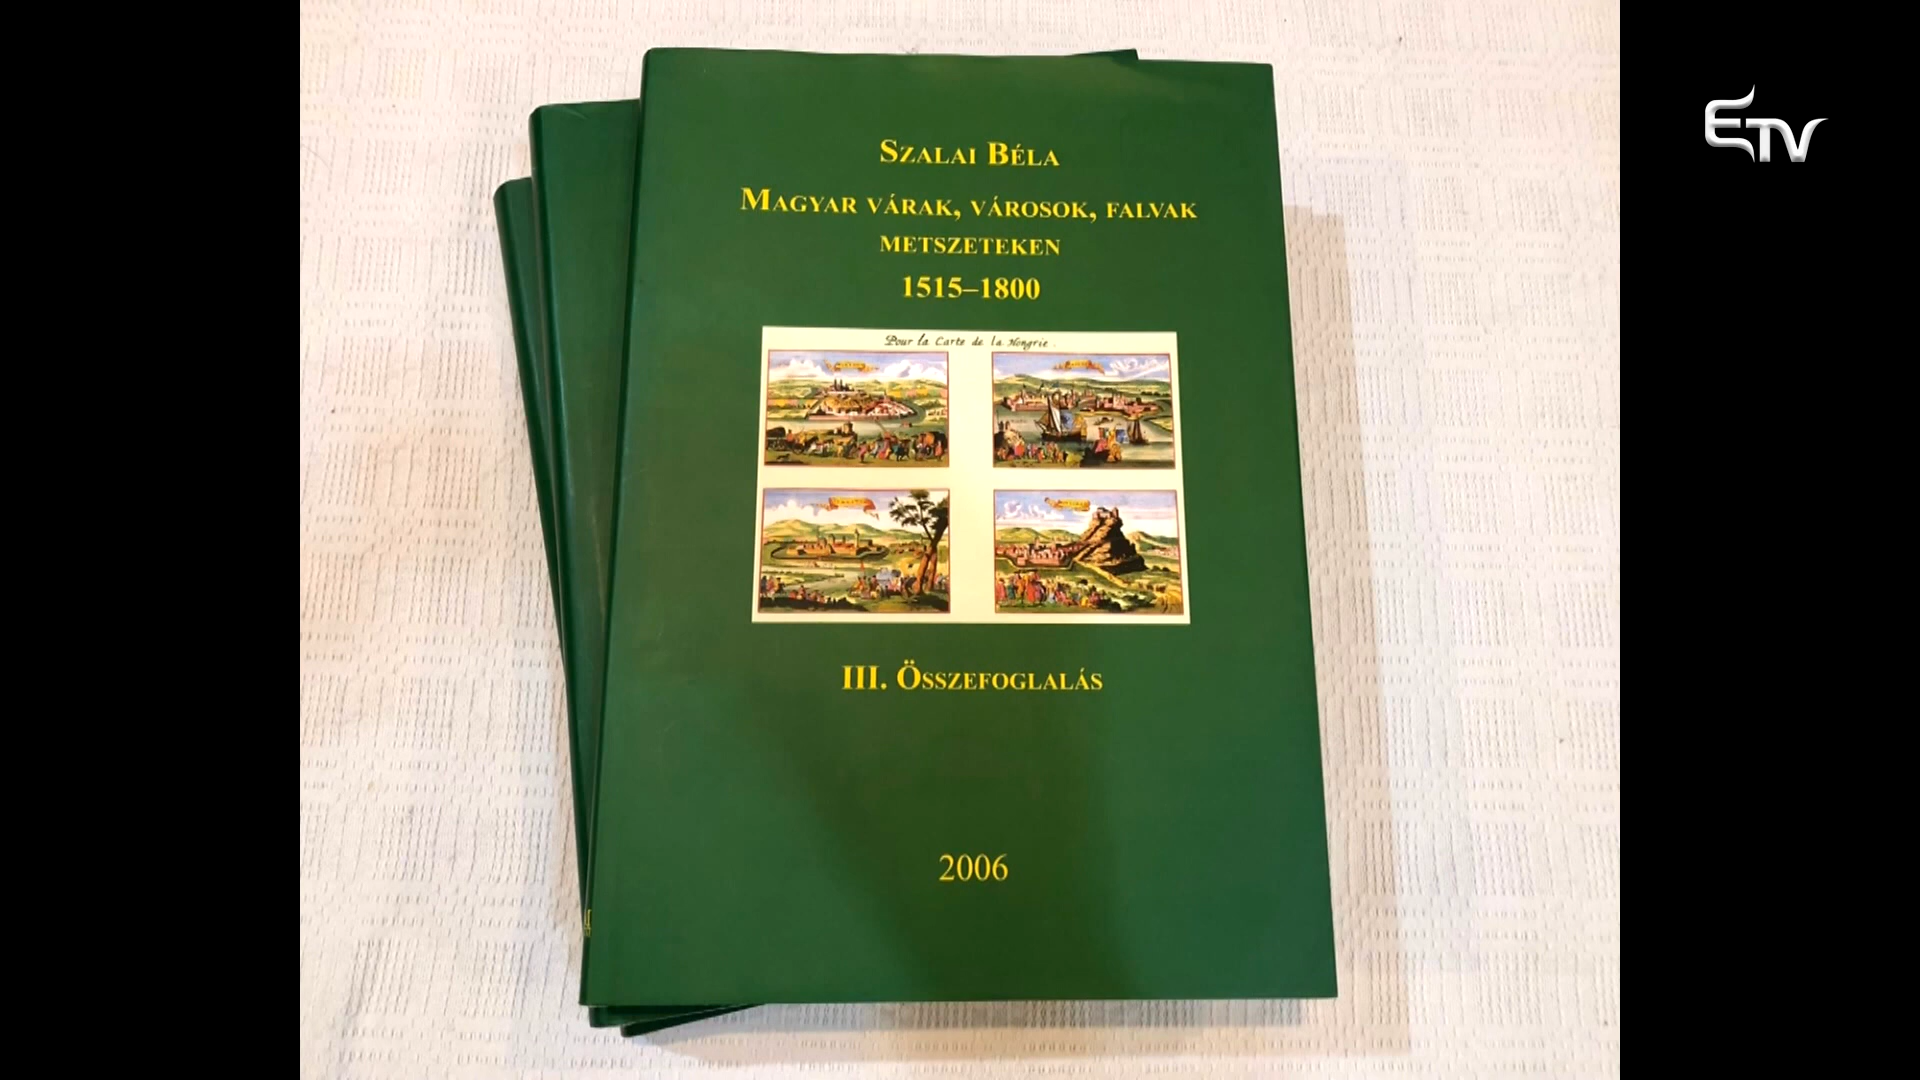 SZALAI BÉLA
MAGYAR VÁRAK, VÁROSOK, FALVAK
METSZETEKEN
1515–1800
Pour la Carte de la Hongrie.
III. ÖSSZEFOGLALÁS
2006
ETV